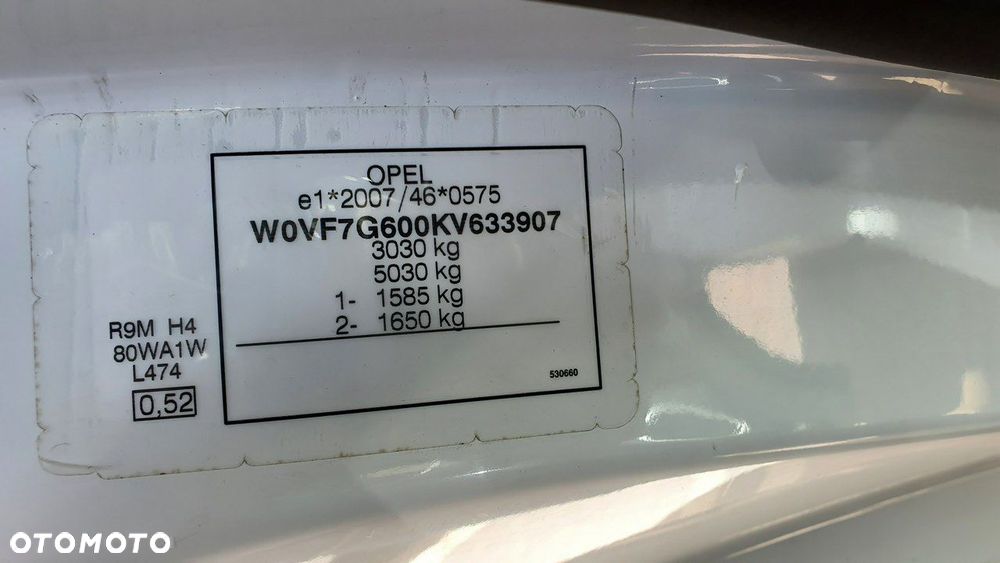 OPEL
e1*2007/46*0575
W0VF7G600KV633907
3030 kg
5030 kg
1- 1585 kg
2- 1650 kg
530660
R9M H4
80WA1W
L474
0,52
OTOMOTO